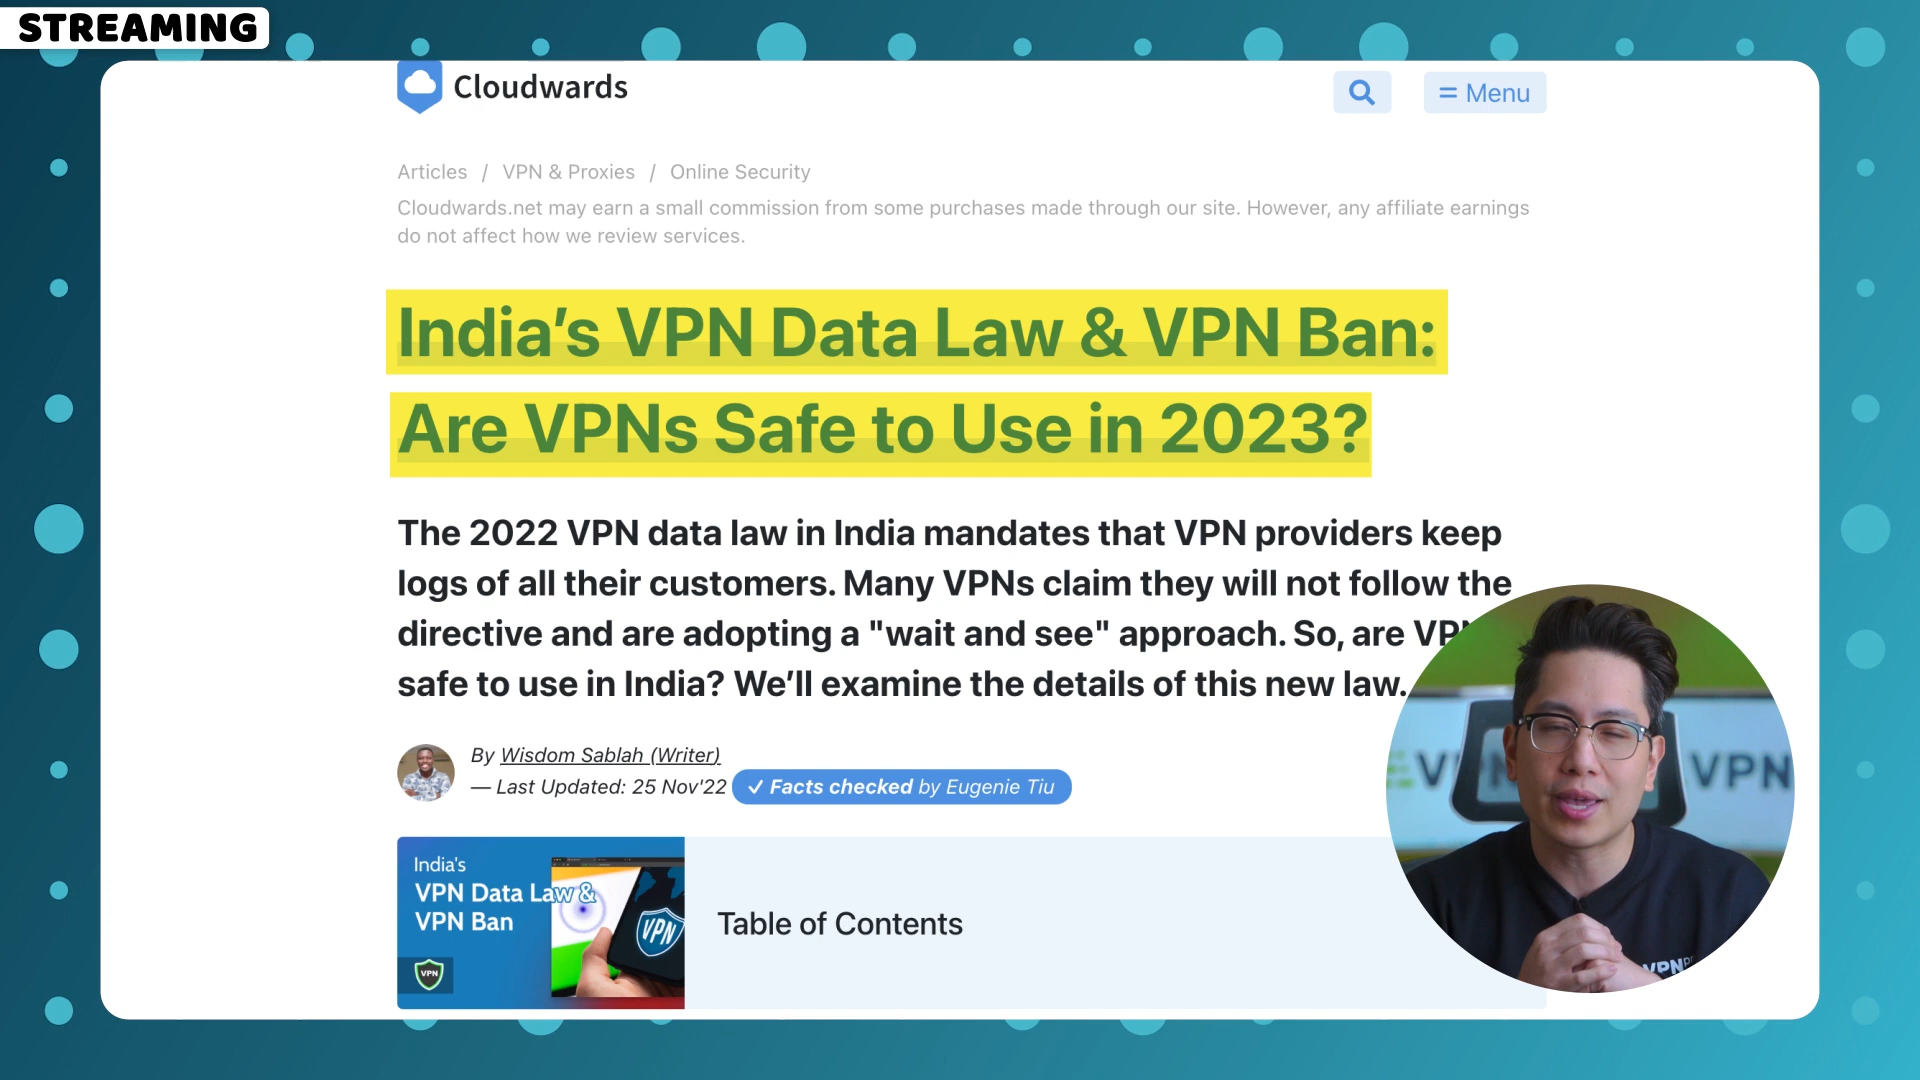 STREAMING
Cloudwards
Menu
Articles / VPN & Proxies / Online Security
Cloudwards.net may earn a small commission from some purchases made through our site. However, any affiliate earnings
do not affect how we review services.
India’s VPN Data Law & VPN Ban:
Are VPNs Safe to Use in 2023?
The 2022 VPN data law in India mandates that VPN providers keep
logs of all their customers. Many VPNs claim they will not follow the
directive and are adopting a "wait and see" approach. So, are
safe to use in India? We’ll examine the details of this new law.
By Wisdom Sablah (Writer)
— Last Updated: 25 Nov'22 ✓ Facts checked by Eugenie Tiu
India's
VPN Data Law &
VPN Ban
VPN
VPN
Table of Contents
VPN
VPN